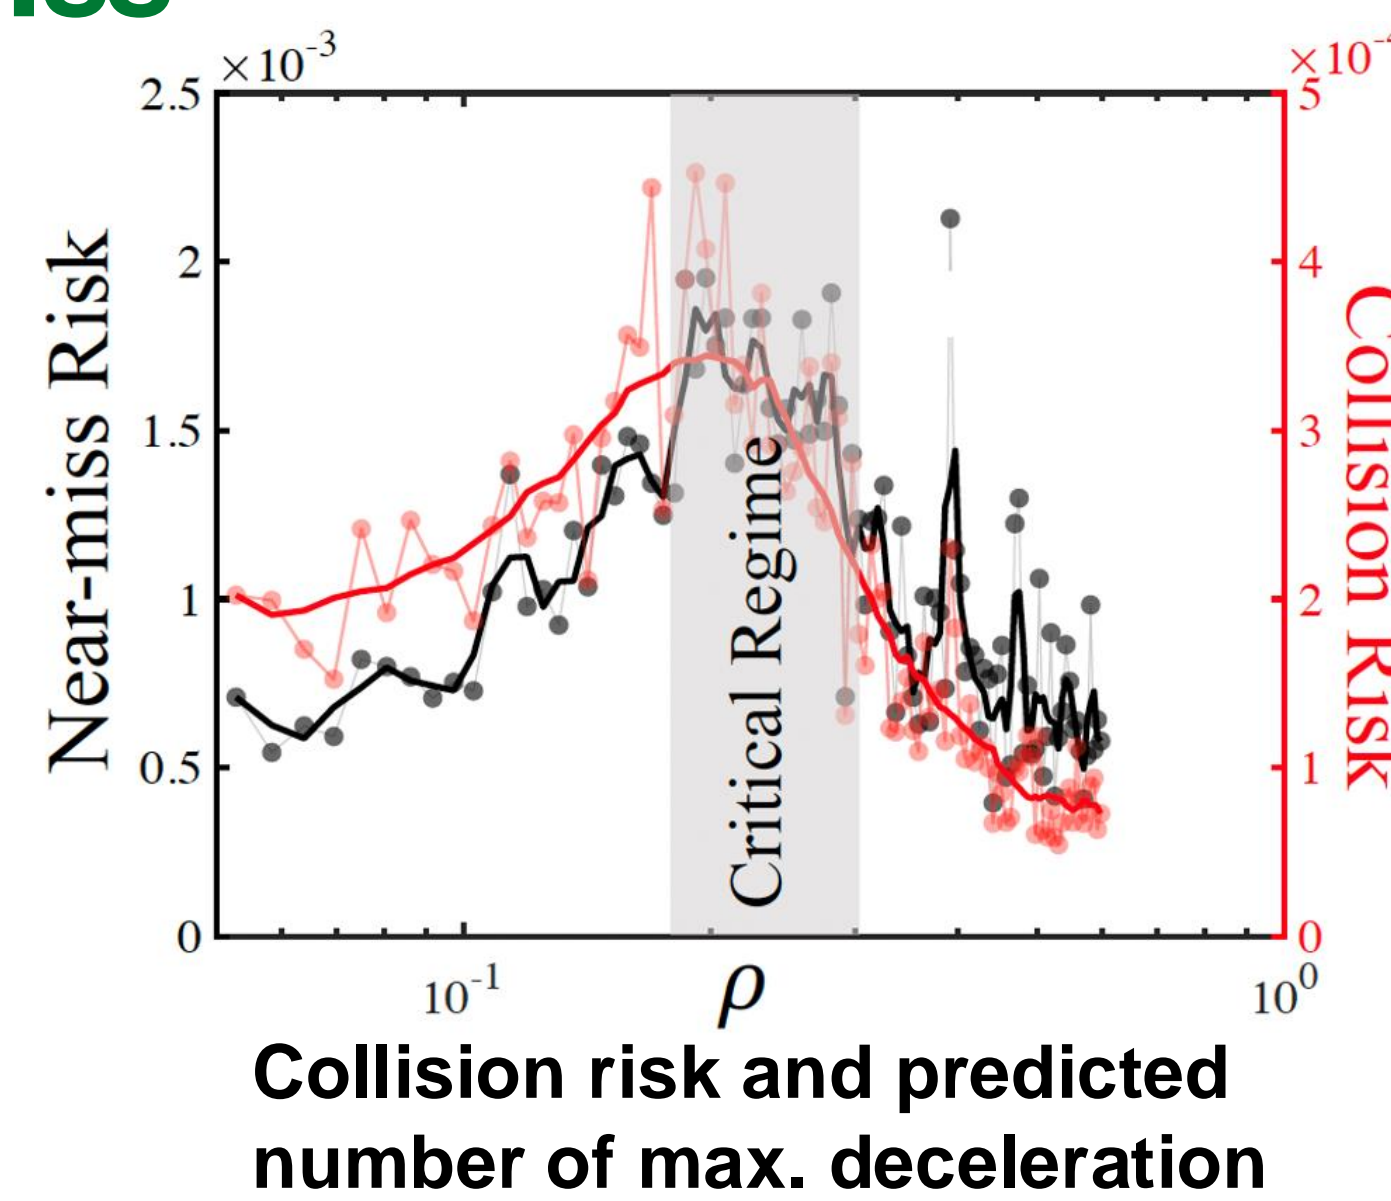 ×10⁻³
2.5
2
1.5
1
0.5
0
Near-miss Risk
Critical Regime
5
4
3
2
1
0
Collision Risk
10⁻¹
ρ
10⁰
Collision risk and predicted
number of max. deceleration